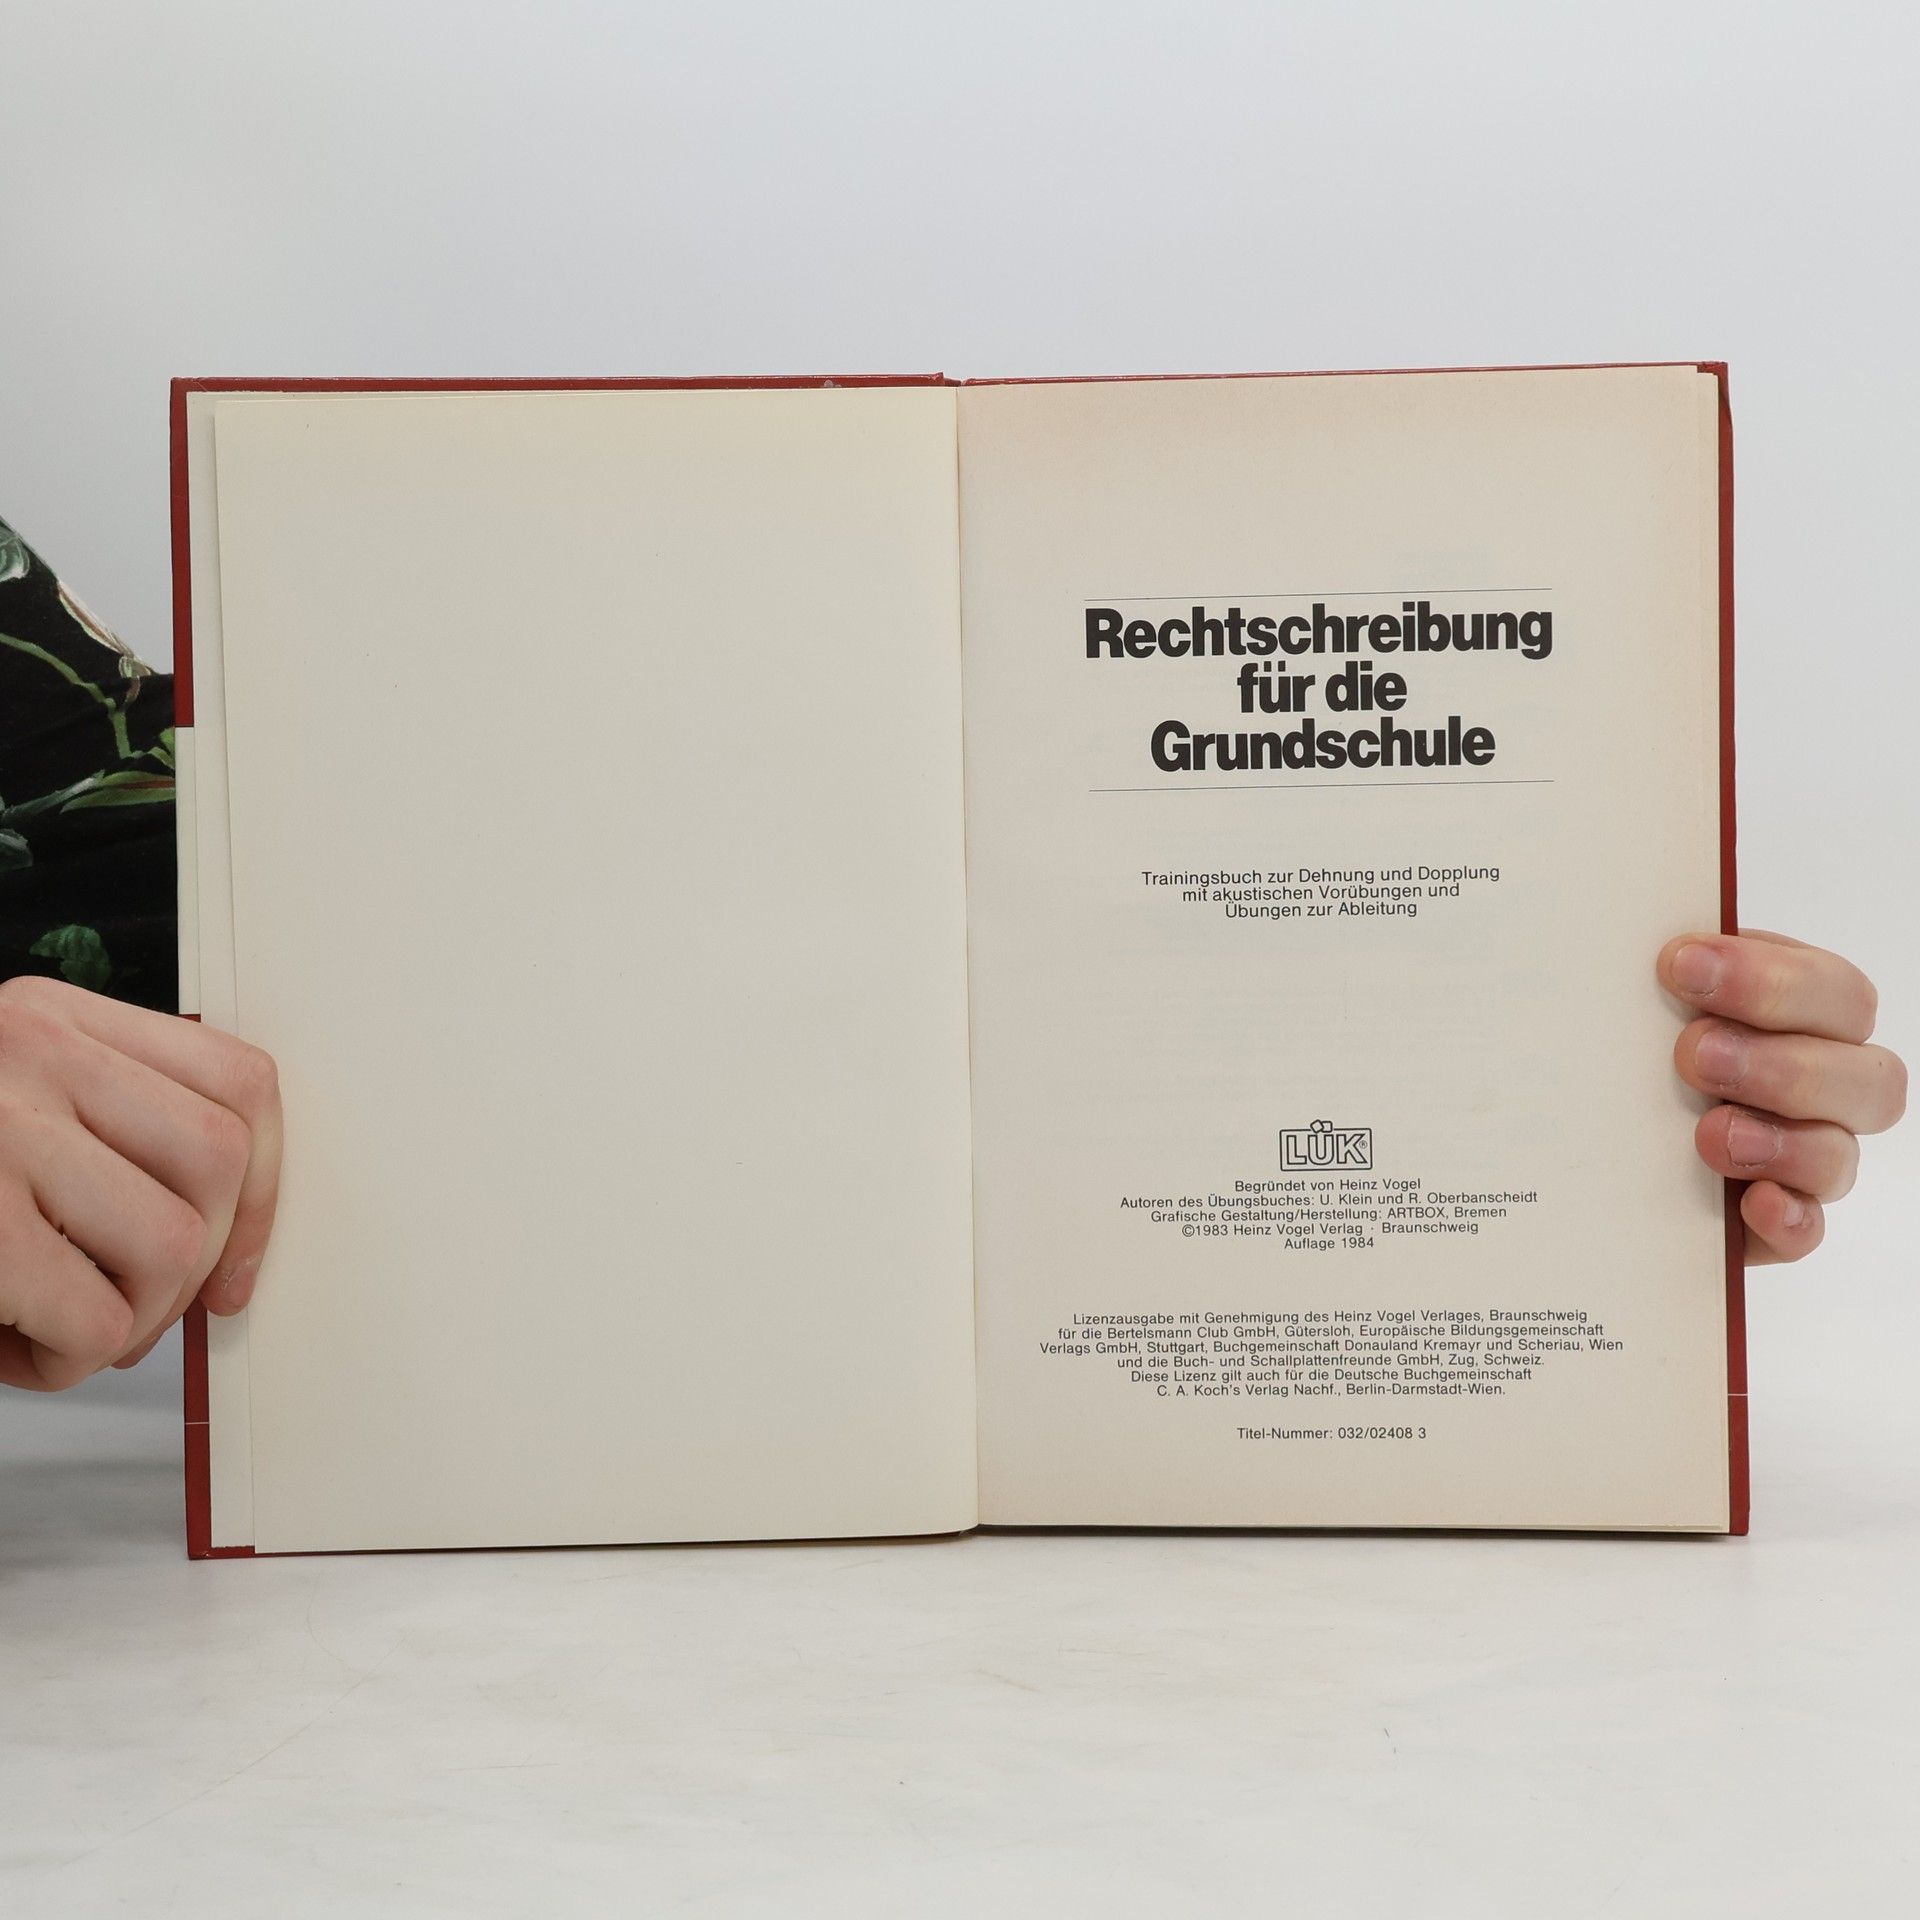 Rechtschreibung
für die
Grundschule
Trainingsbuch zur Dehnung und Dopplung
mit akustischen Vorübungen und
Übungen zur Ableitung
LÜK®
Begründet von Heinz Vogel
Autoren des Übungsbuches: U. Klein und R. Oberbanscheidt
Grafische Gestaltung/Herstellung: ARTBOX, Bremen
©1983 Heinz Vogel Verlag · Braunschweig
Auflage 1984
Lizenzausgabe mit Genehmigung des Heinz Vogel Verlages, Braunschweig
für die Bertelsmann Club GmbH, Gütersloh, Europäische Bildungsgemeinschaft
Verlags GmbH, Stuttgart, Buchgemeinschaft Donauland Kremayr und Scheriau, Wien
und die Buch- und Schallplattenfreunde GmbH, Zug, Schweiz.
Diese Lizenz gilt auch für die Deutsche Buchgemeinschaft
C. A. Koch's Verlag Nachf., Berlin-Darmstadt-Wien.
Titel-Nummer: 032/02408 3